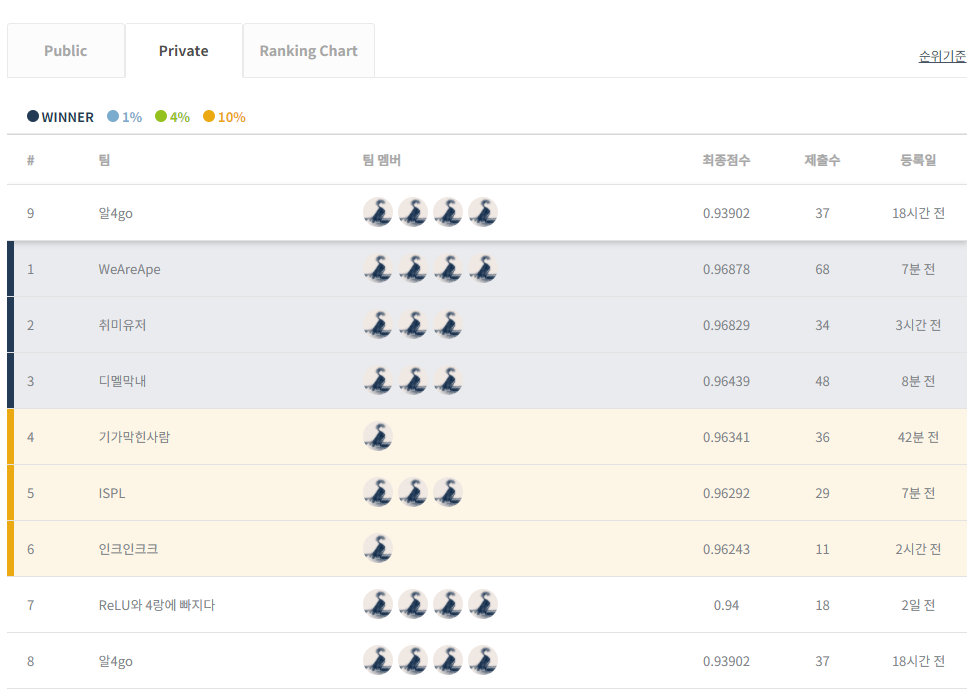 Public Private Ranking Chart
순위기준
WINNER 1% 4% 10%
# 팀 팀 멤버 최종점수 제출수 등록일
9 알4go 0.93902 37 18시간 전
1 WeAreApe 0.96878 68 7분 전
2 취미유저 0.96829 34 3시간 전
3 디멜막내 0.96439 48 8분 전
4 기가막힌사람 0.96341 36 42분 전
5 ISPL 0.96292 29 7분 전
6 인크인크크 0.96243 11 2시간 전
7 ReLU와 4랑에 빠지다 0.94 18 2일 전
8 알4go 0.93902 37 18시간 전